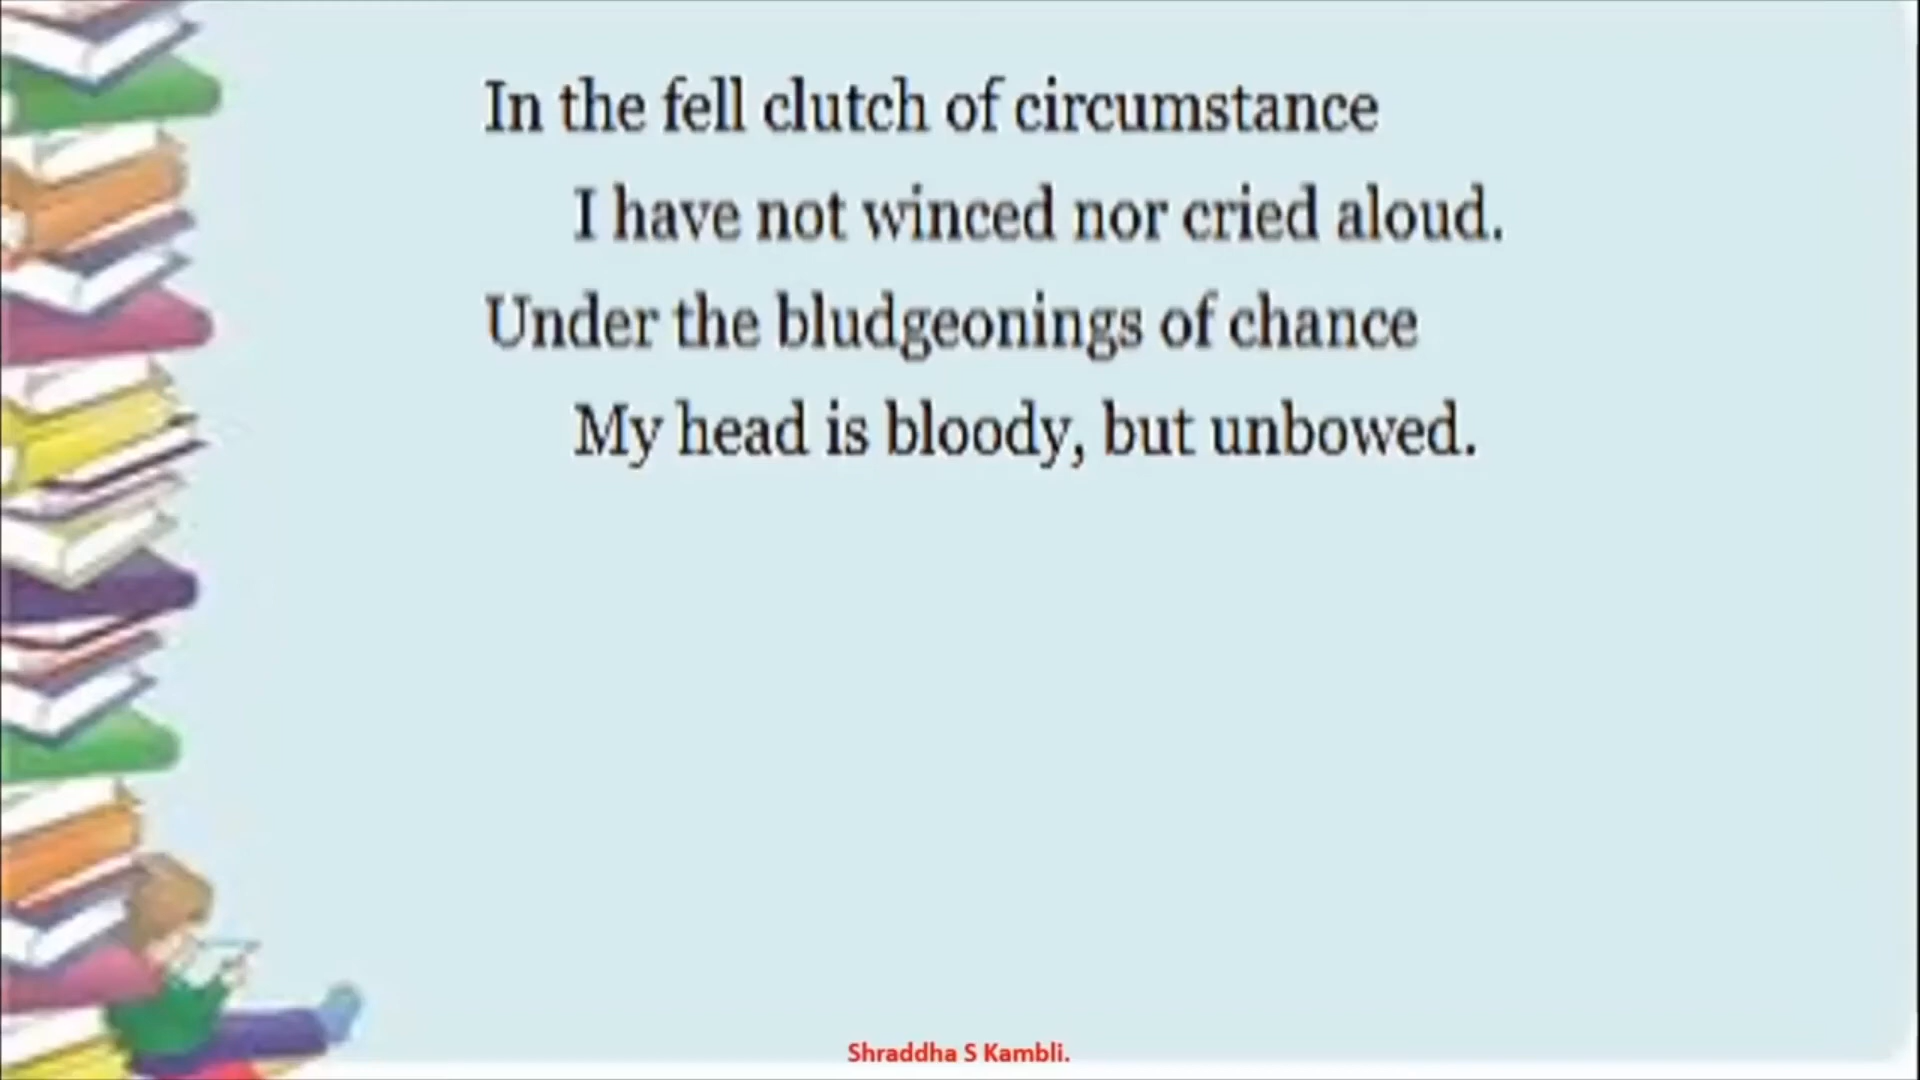 In the fell clutch of circumstance
I have not winced nor cried aloud.
Under the bludgeonings of chance
My head is bloody, but unbowed.
Shraddha S Kambli.